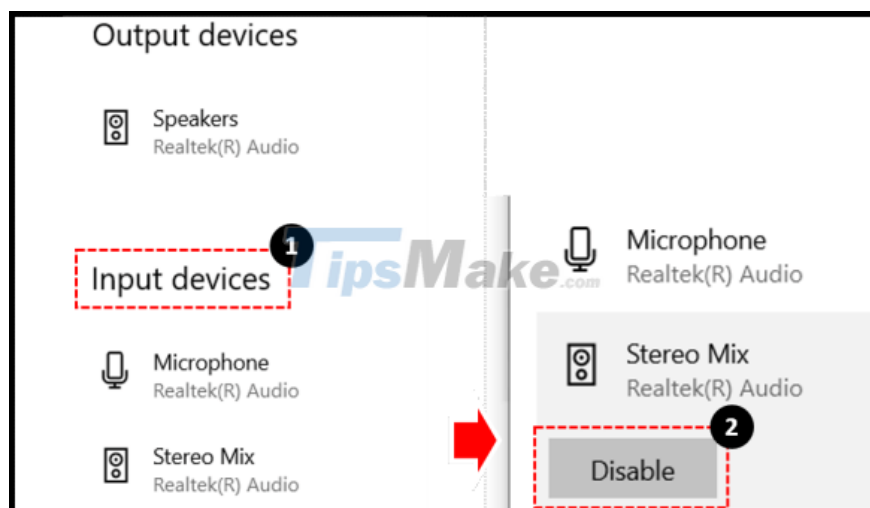 Output devices
Speakers
Realtek(R) Audio
1
Input devices
Microphone
Realtek(R) Audio
Stereo Mix
Realtek(R) Audio
TipsMake.com
Microphone
Realtek(R) Audio
Stereo Mix
Realtek(R) Audio
2
Disable